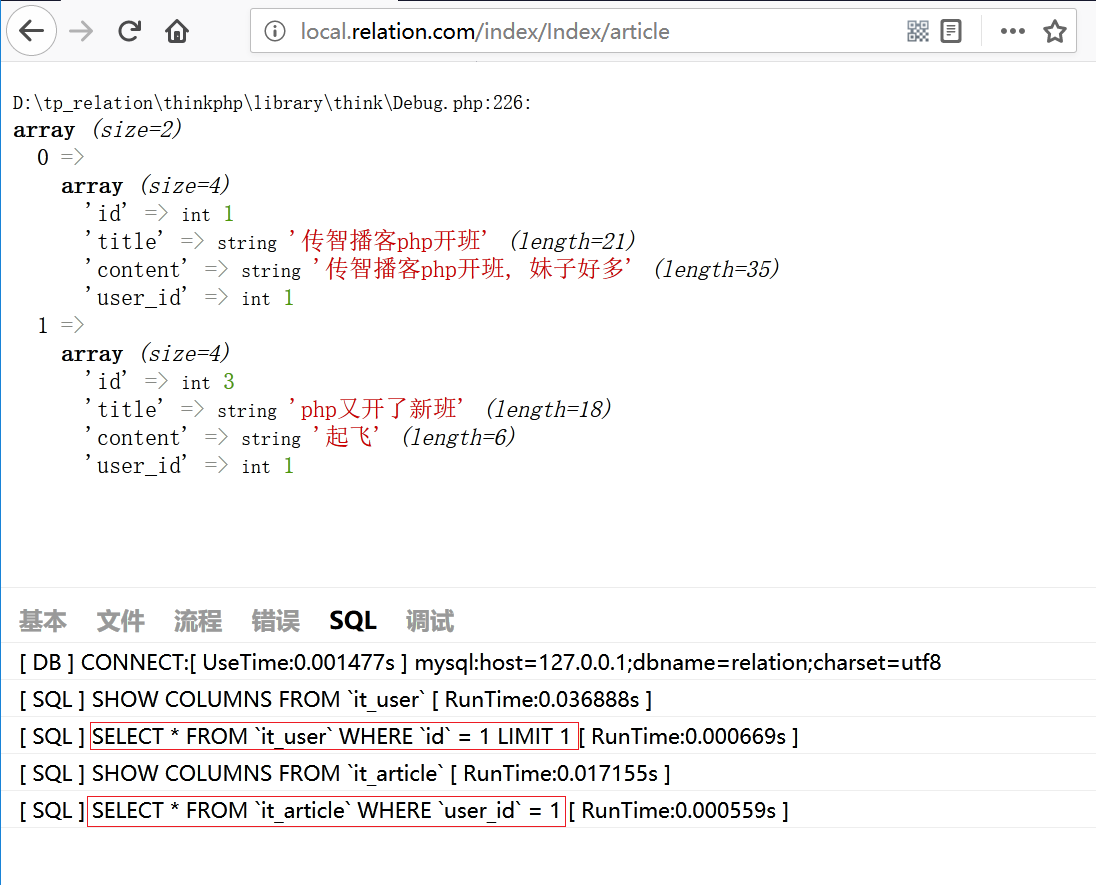 local.relation.com/index/Index/article
D:\tp_relation\thinkphp\library\think\Debug.php:226:
array (size=2)
0 =>
array (size=4)
'id' => int 1
'title' => string '传智播客php开班' (length=21)
'content' => string '传智播客php开班, 妹子好多' (length=35)
'user_id' => int 1
1 =>
array (size=4)
'id' => int 3
'title' => string 'php又开了新班' (length=18)
'content' => string '起飞' (length=6)
'user_id' => int 1
基本 文件 流程 错误 SQL 调试
[ DB ] CONNECT:[ UseTime:0.001477s ] mysql:host=127.0.0.1;dbname=relation;charset=utf8
[ SQL ] SHOW COLUMNS FROM `it_user` [ RunTime:0.036888s ]
[ SQL ] SELECT * FROM `it_user` WHERE `id` = 1 LIMIT 1 [ RunTime:0.000669s ]
[ SQL ] SHOW COLUMNS FROM `it_article` [ RunTime:0.017155s ]
[ SQL ] SELECT * FROM `it_article` WHERE `user_id` = 1 [ RunTime:0.000559s ]